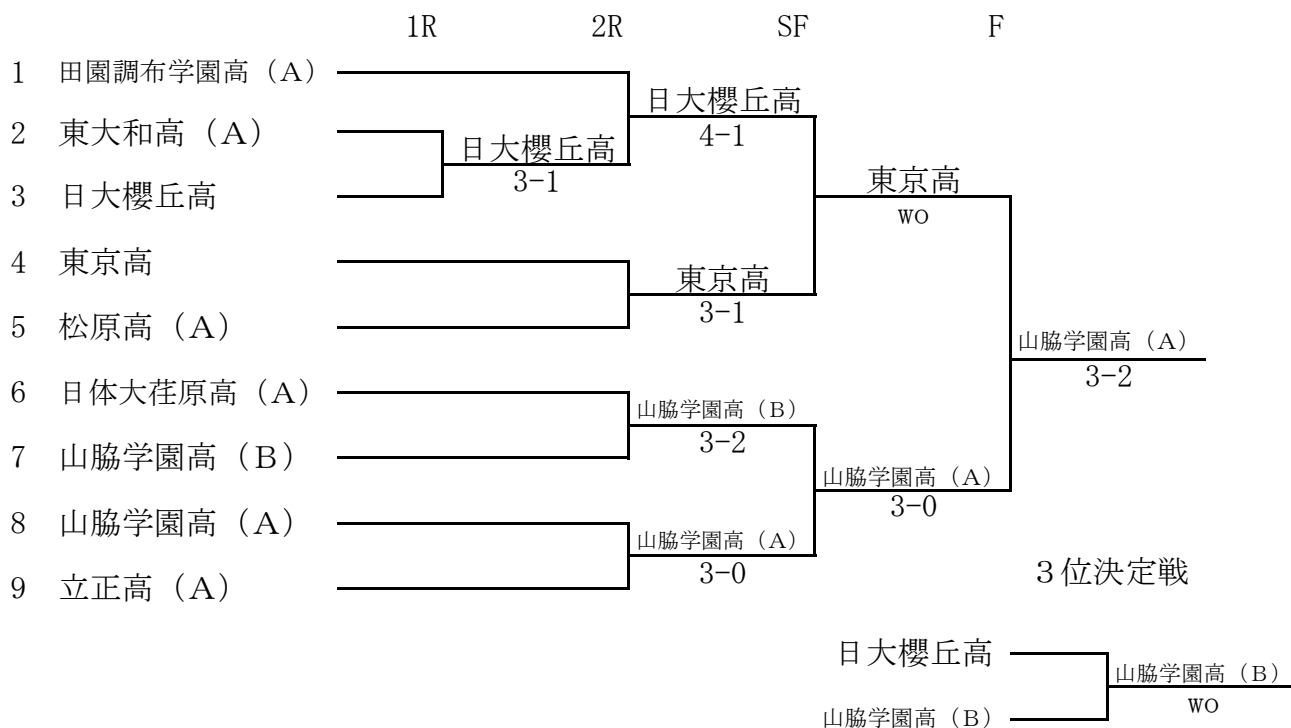 1R 2R SF F
1 田園調布学園高（A）
日大櫻丘高
2 東大和高（A） 4-1
日大櫻丘高
3-1 東京高
3 日大櫻丘高 WO
4 東京高
東京高
3-1
5 松原高（A）
山脇学園高（A）
3-2
6 日体大荏原高（A）
山脇学園高（B）
3-2
7 山脇学園高（B）
山脇学園高（A）
3-0
8 山脇学園高（A）
山脇学園高（A）
3-0 3位決定戦
9 立正高（A）
日大櫻丘高
山脇学園高（B）
WO
山脇学園高（B）